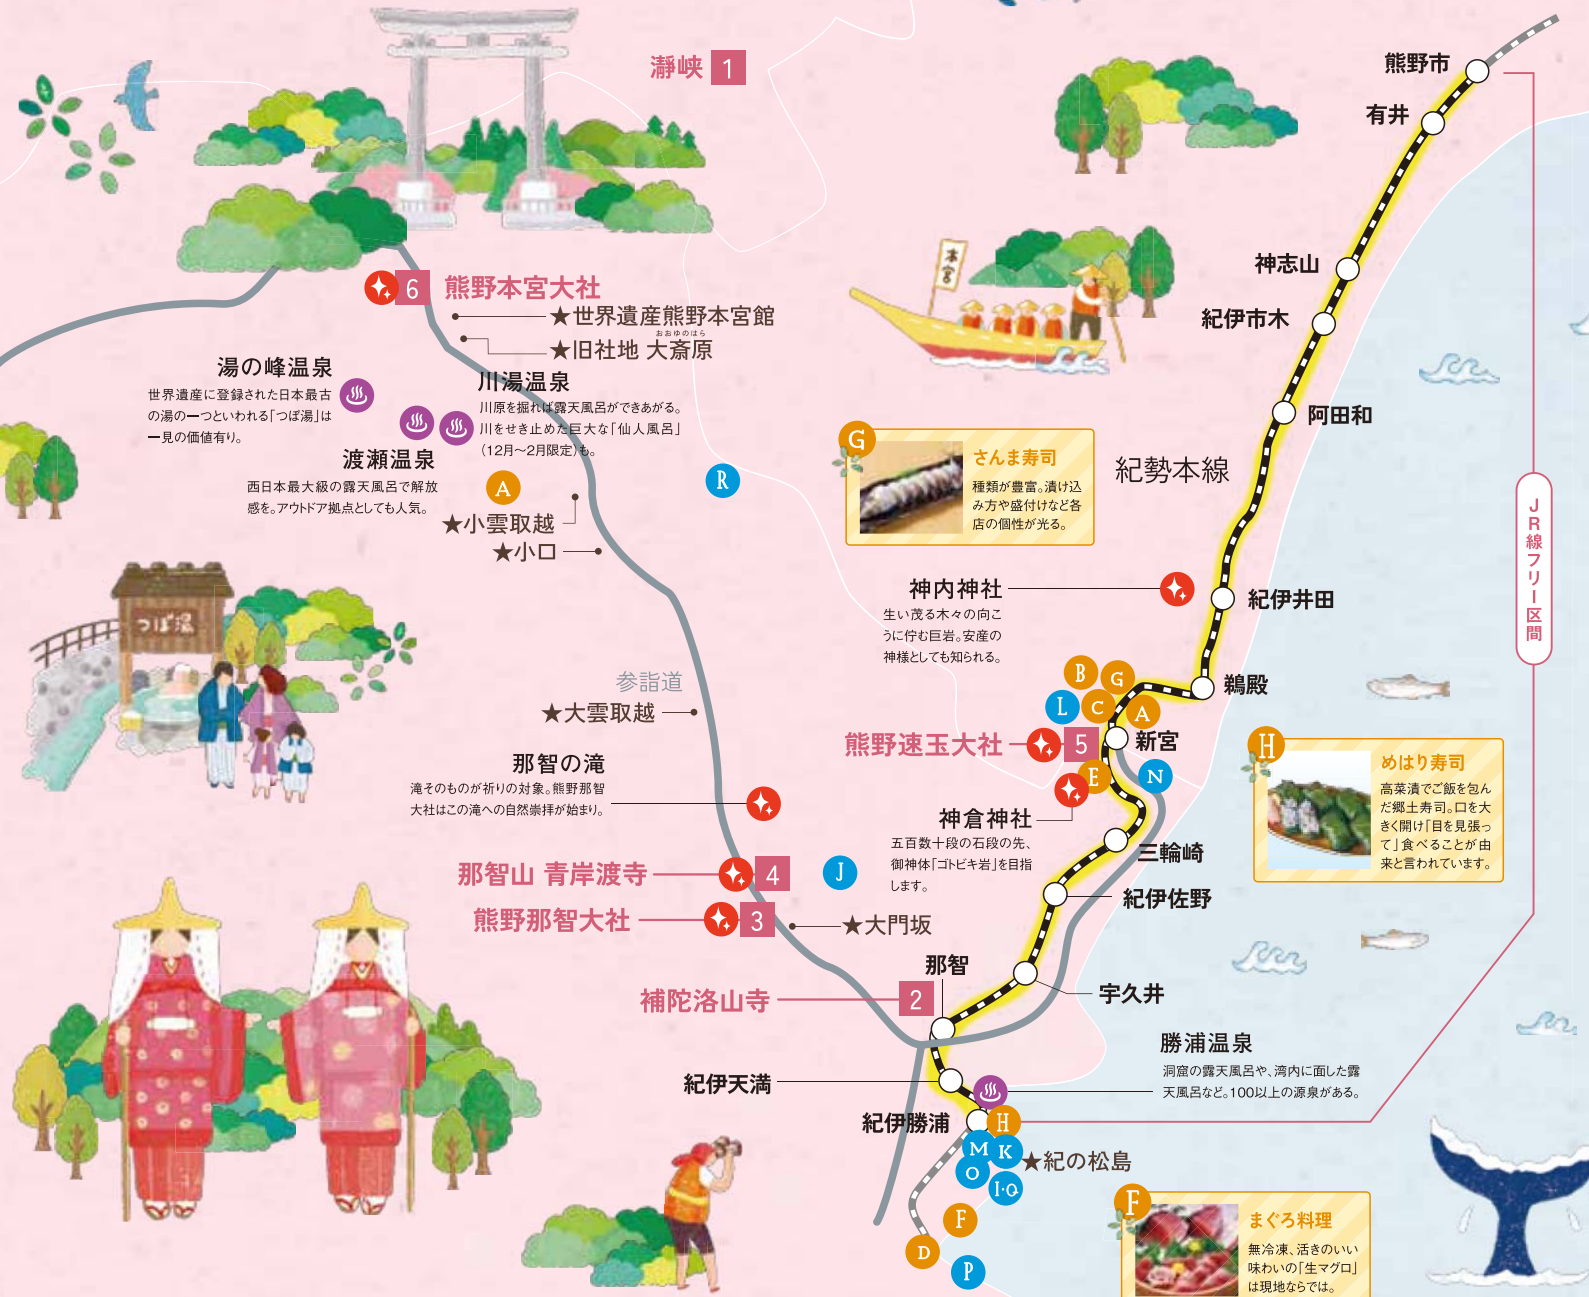 瀞峡 1
熊野市
有井
神志山
紀伊市木
阿田和
紀勢本線
紀伊井田
鵜殿
新宮
三輪崎
紀伊佐野
宇久井
那智
紀伊天満
紀伊勝浦
JR線フリー区間
本宮
6 熊野本宮大社
★世界遺産熊野本宮館
おおゆのはら
★旧社地 大斎原
湯の峰温泉
世界遺産に登録された日本最古
の湯の一つといわれる「つぼ湯」は
一見の価値有り。
川湯温泉
川原を掘れば露天風呂ができあがる。
川をせき止めた巨大な「仙人風呂」
(12月〜2月限定)も。
渡瀬温泉
西日本最大級の露天風呂で解放
感を。アウトドア拠点としても人気。
A
★小雲取越
★小口
R
G
さんま寿司
種類が豊富。漬け込
み方や盛付けなど各
店の個性が光る。
つぼ湯
神内神社
生い茂る木々の向こ
うに佇む巨岩。安産の
神様としても知られる。
参詣道
★大雲取越
B
G
L
C
A
熊野速玉大社 5
E
N
那智の滝
滝そのものが祈りの対象。熊野那智
大社はこの滝への自然崇拝が始まり。
神倉神社
五百数十段の石段の先、
御神体「ゴトビキ岩」を目指
します。
H
めはり寿司
高菜漬でご飯を包ん
だ郷土寿司。口を大
きく開け「目を見張っ
て」食べることが由
来と言われています。
那智山 青岸渡寺 4
J
熊野那智大社 3
★大門坂
補陀洛山寺 2
勝浦温泉
洞窟の露天風呂や、湾内に面した露
天風呂など。100以上の源泉がある。
H
M
K
O
I・Q
★紀の松島
F
D
P
F
まぐろ料理
無冷凍、活きのいい
味わいの「生マグロ」
は現地ならでは。